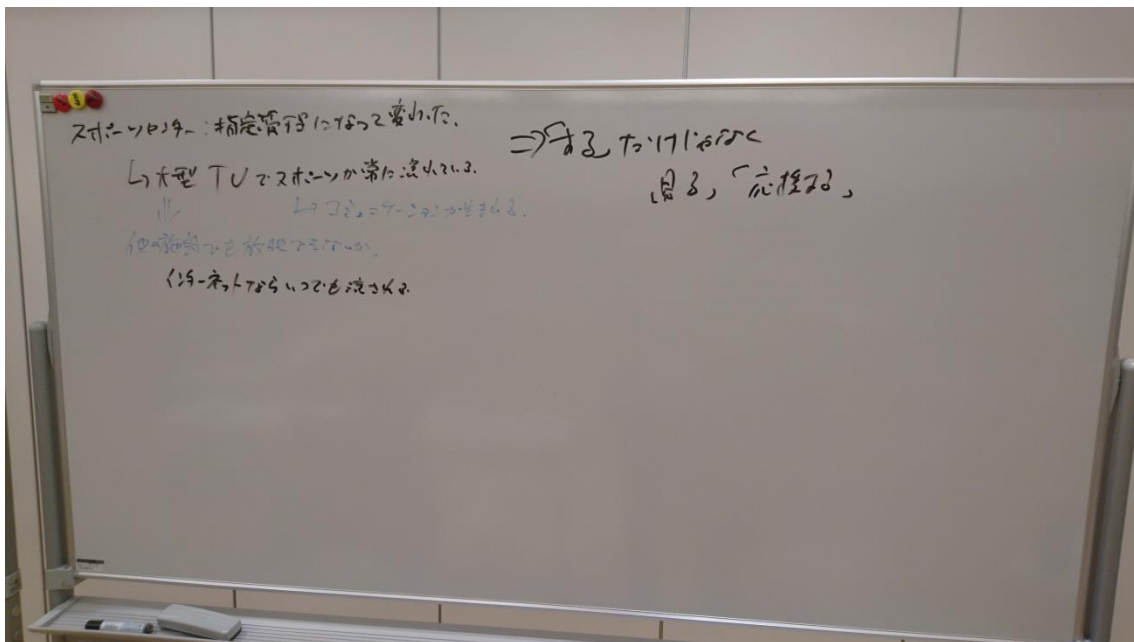 スポーツセンター:指定管理になって変わった。
↳大型TVでスポーツが常に流れている。
↳コミュニケーションが生まれる。
⇓
他の施設でも放映できないか。
インターネットならいつでも流される
⇒「する」だけじゃなく
「見る」「応援する」